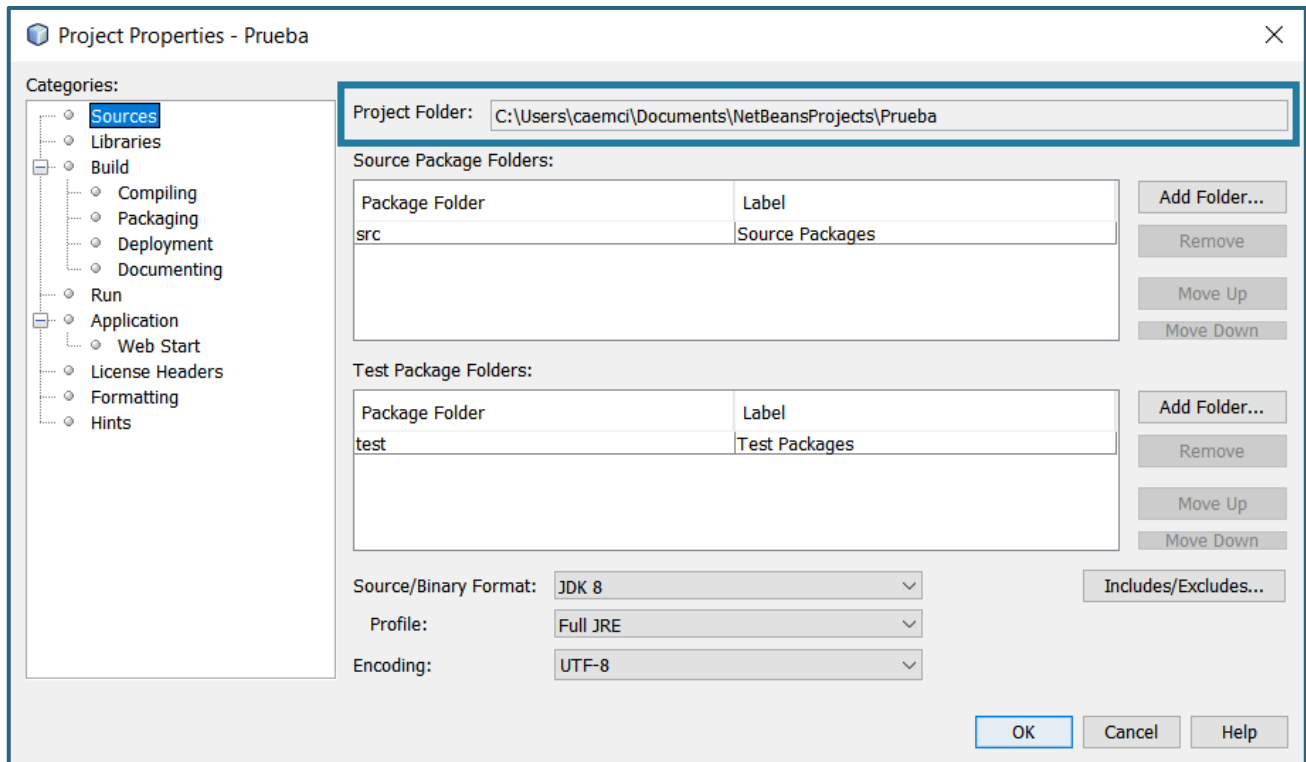 Project Properties - Prueba
Categories:
Sources
Libraries
Build
Compiling
Packaging
Deployment
Documenting
Run
Application
Web Start
License Headers
Formatting
Hints
Project Folder: C:\Users\caemci\Documents\NetBeansProjects\Prueba
Source Package Folders:
Package Folder Label
src Source Packages
Add Folder...
Remove
Move Up
Move Down
Test Package Folders:
Package Folder Label
test Test Packages
Add Folder...
Remove
Move Up
Move Down
Source/Binary Format: JDK 8
Includes/Excludes...
Profile: Full JRE
Encoding: UTF-8
OK Cancel Help